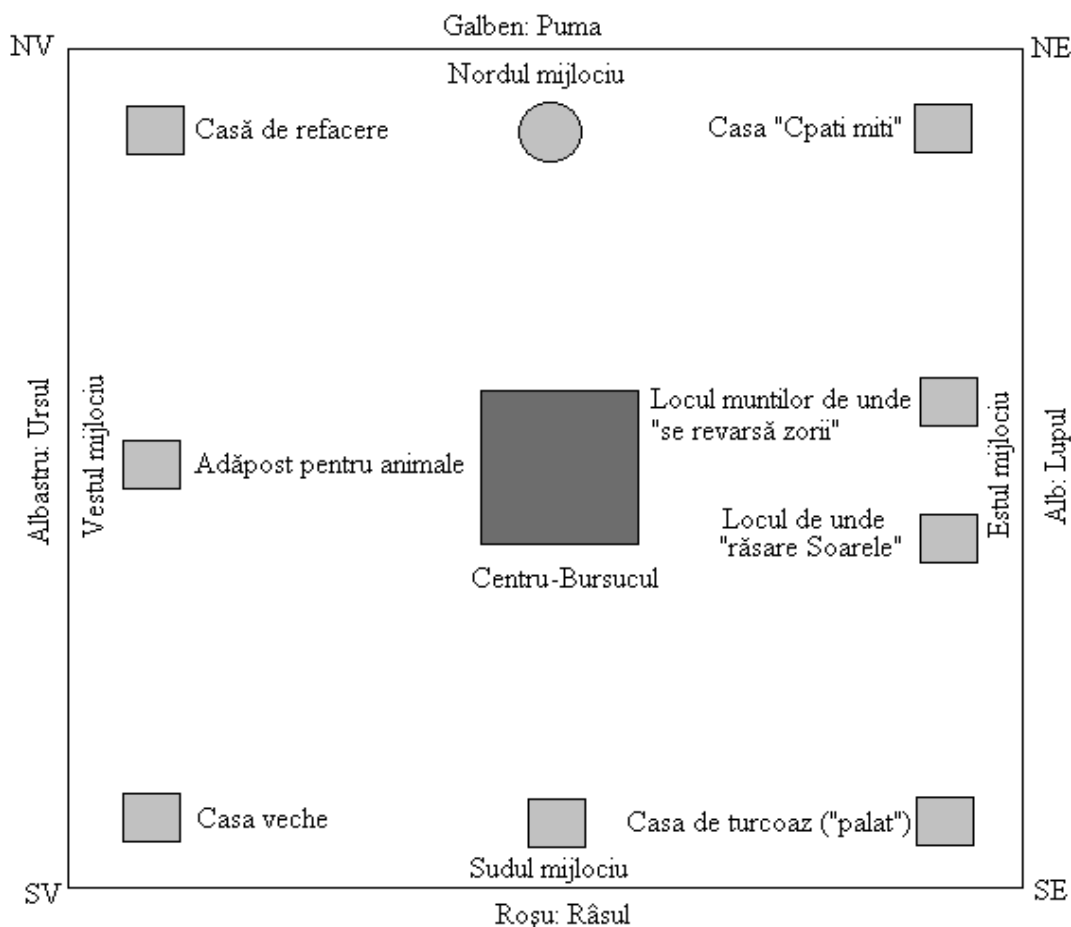 Galben: Puma
NV
NE
Nordul mijlociu
Casă de refacere
Casa "Cpati miti"
Albastru: Ursul
Vestul mijlociu
Adăpost pentru animale
Locul muntilor de unde
"se revarsă zorii"
Locul de unde
"răsare Soarele"
Estul mijlociu
Alb: Lupul
Centru-Bursucul
Casa veche
Casa de turcoaz ("palat")
Sudul mijlociu
SV
SE
Roşu: Râsul